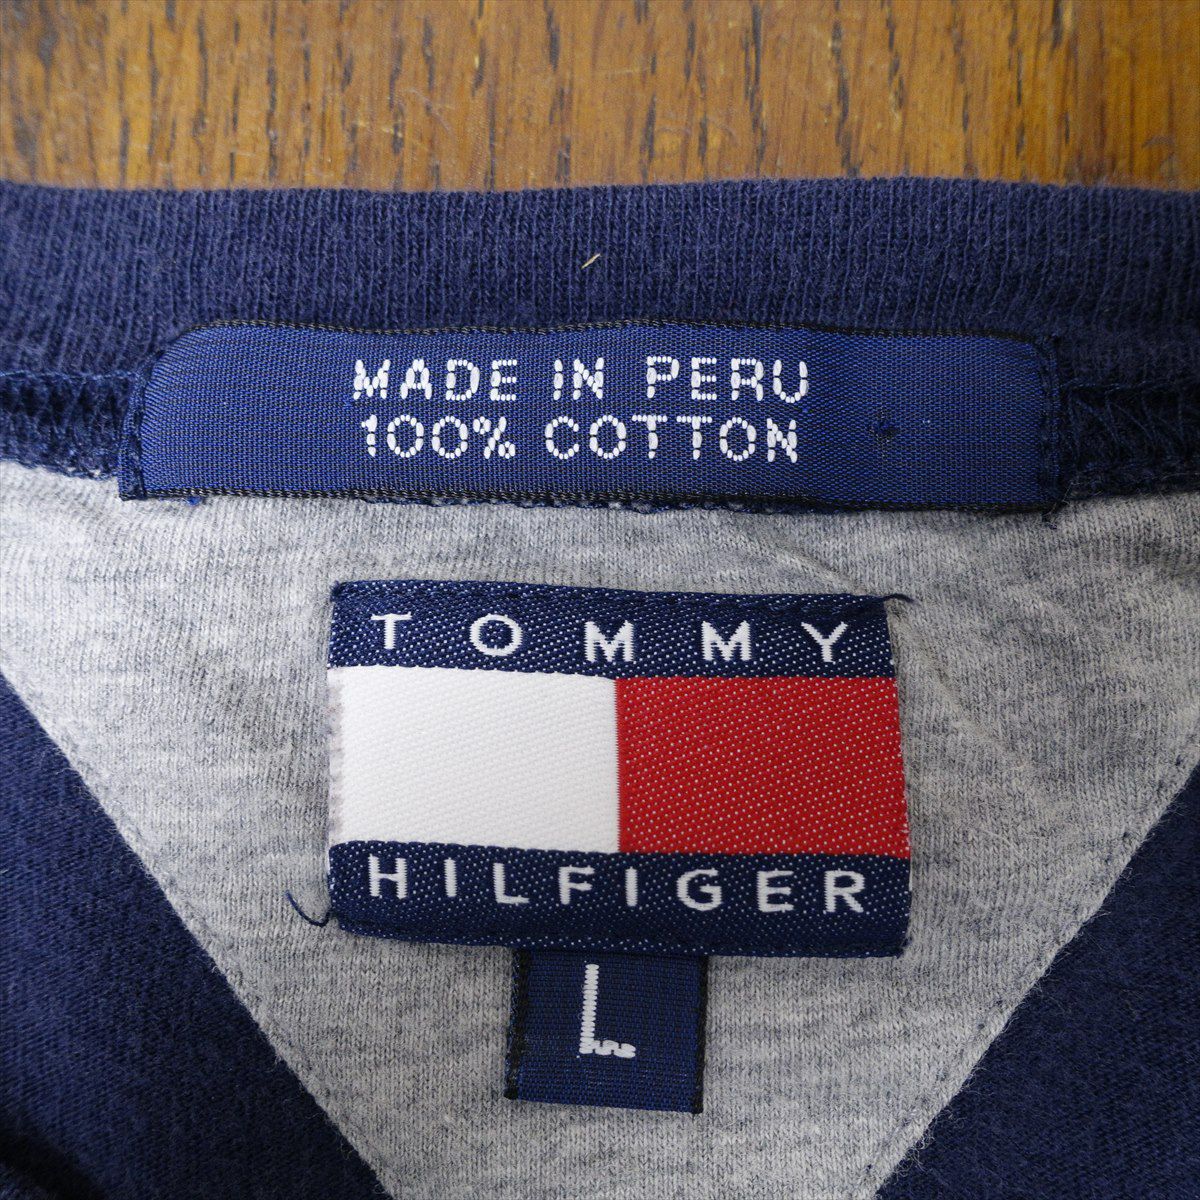 MADE IN PERU
100% COTTON
TOMMY
HILFIGER
L